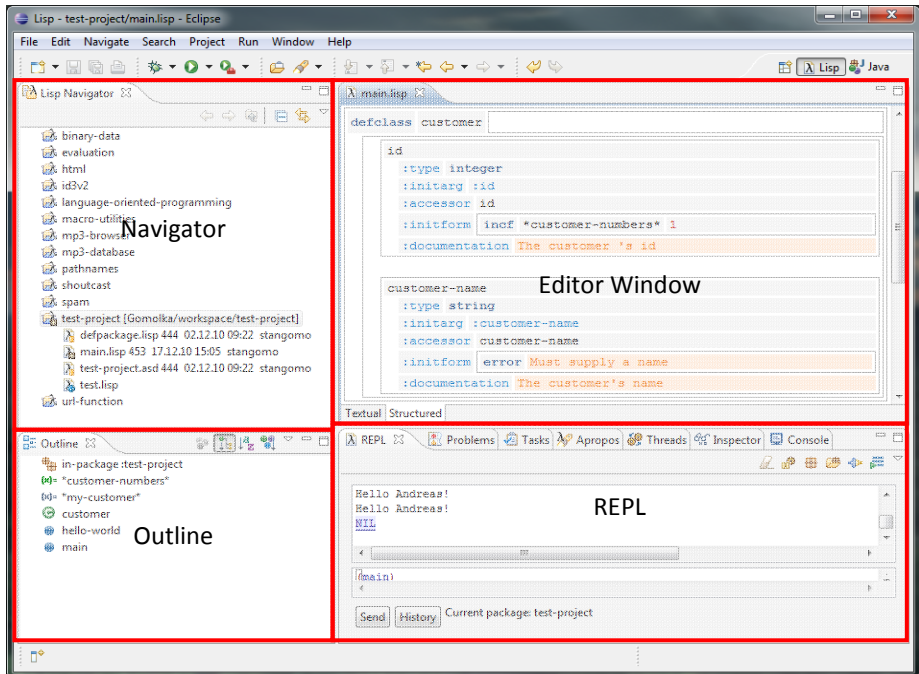 Lisp - test-project/main.lisp - Eclipse
File Edit Navigate Search Project Run Window Help
Lisp Java
Lisp Navigator
binary-data
evaluation
html
id3v2
language-oriented-programming
macro-utilities
mp3-browser
mp3-database
pathnames
shoutcast
spam
test-project [Gomolka/workspace/test-project]
defpackage.lisp 444 02.12.10 09:22 stangomo
main.lisp 453 17.12.10 15:05 stangomo
test-project.asd 444 02.12.10 09:22 stangomo
test.lisp
url-function
Navigator
main.lisp
defclass customer
id
:type integer
:initarg :id
:accessor id
:initform incf *customer-numbers* 1
:documentation The customer 's id
customer-name
:type string
:initarg :customer-name
:accessor customer-name
:initform error Must supply a name
:documentation The customer's name
Editor Window
Textual Structured
Outline
in-package :test-project
(x)= *customer-numbers*
(x)= *my-customer*
customer
hello-world
main
Outline
REPL Problems Tasks Apropos Threads Inspector Console
Hello Andreas!
Hello Andreas!
NIL
REPL
(main)
Send History Current package: test-project